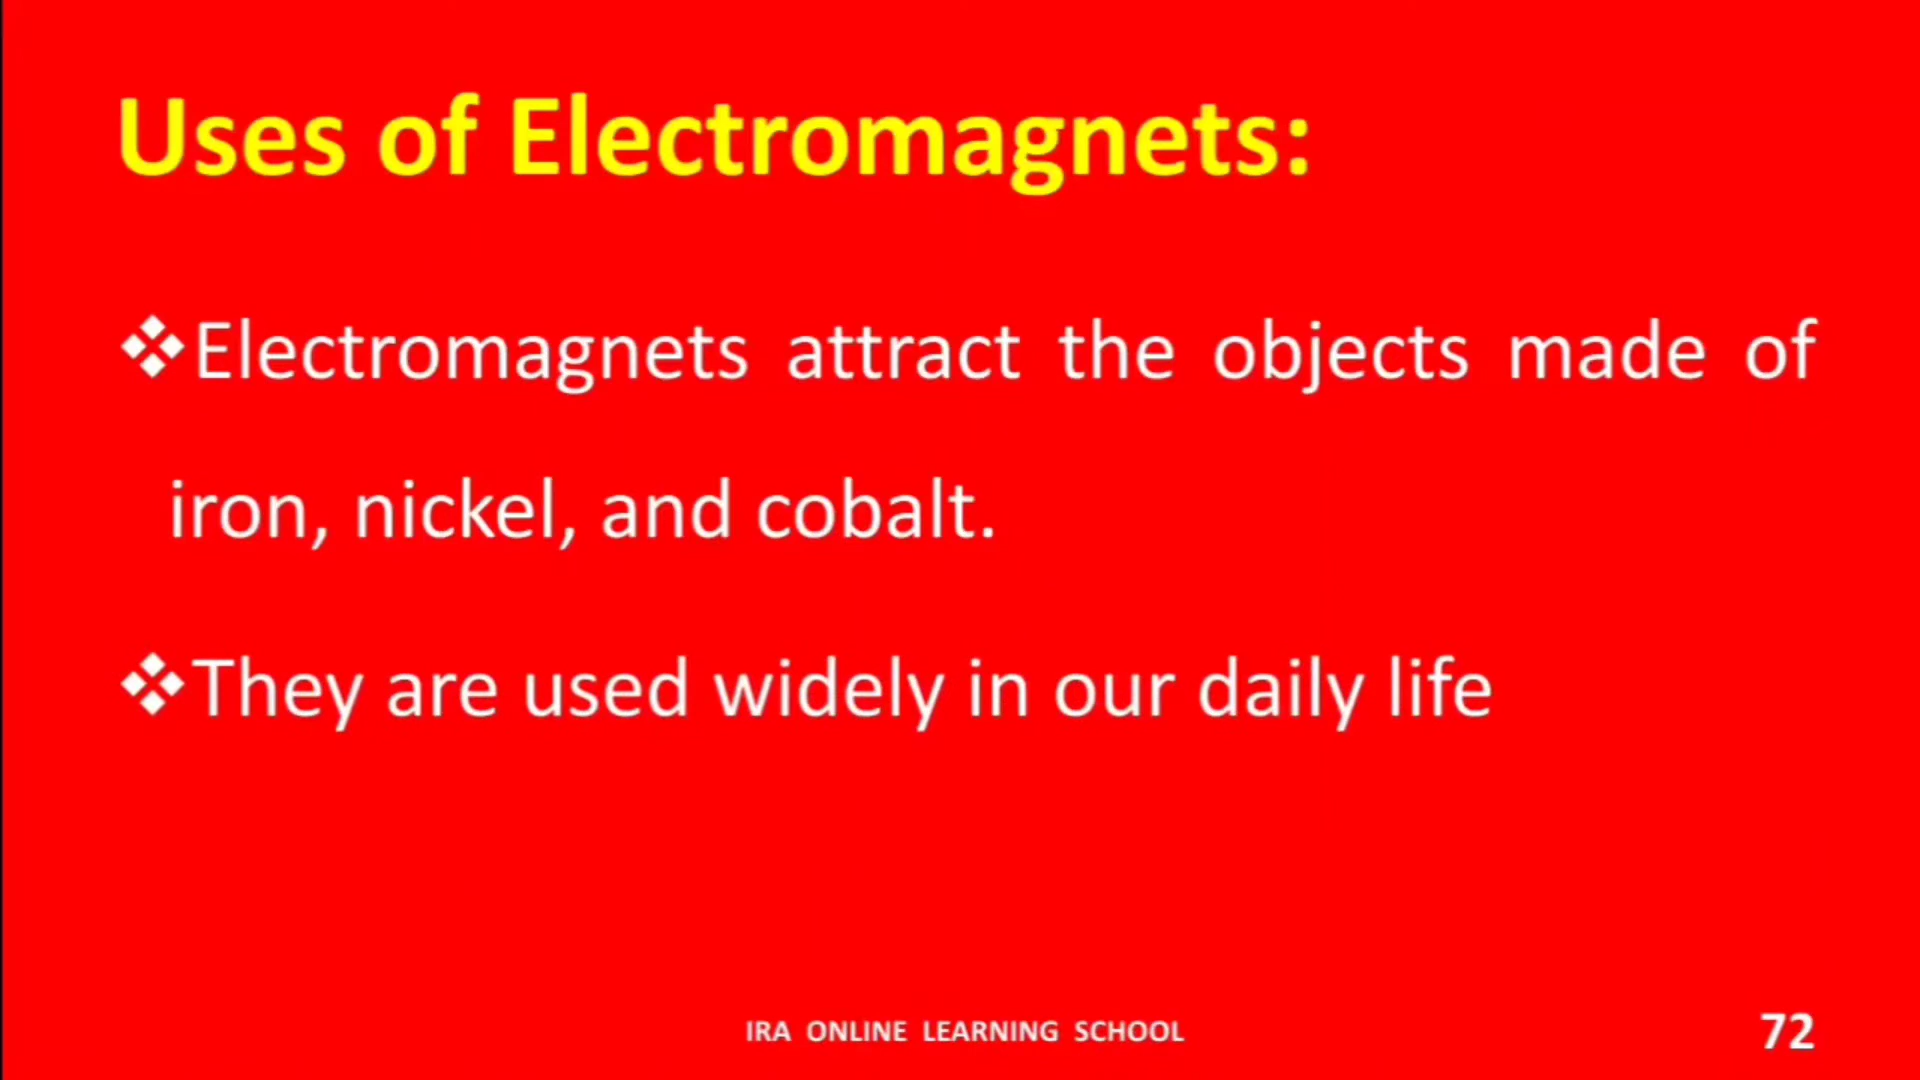 Uses of Electromagnets:
❖Electromagnets attract the objects made of
iron, nickel, and cobalt.
❖They are used widely in our daily life
IRA ONLINE LEARNING SCHOOL
72